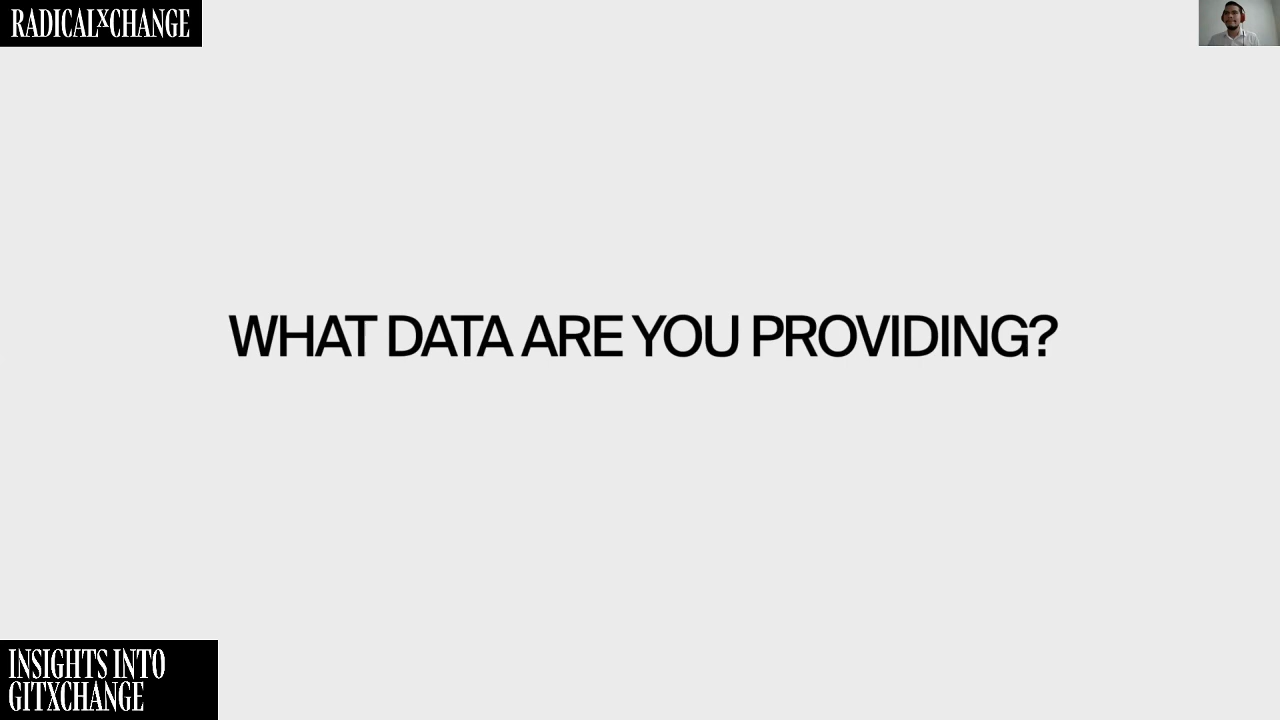 RADICALXCHANGE
WHAT DATA ARE YOU PROVIDING?
INSIGHTS INTO
GITXCHANGE